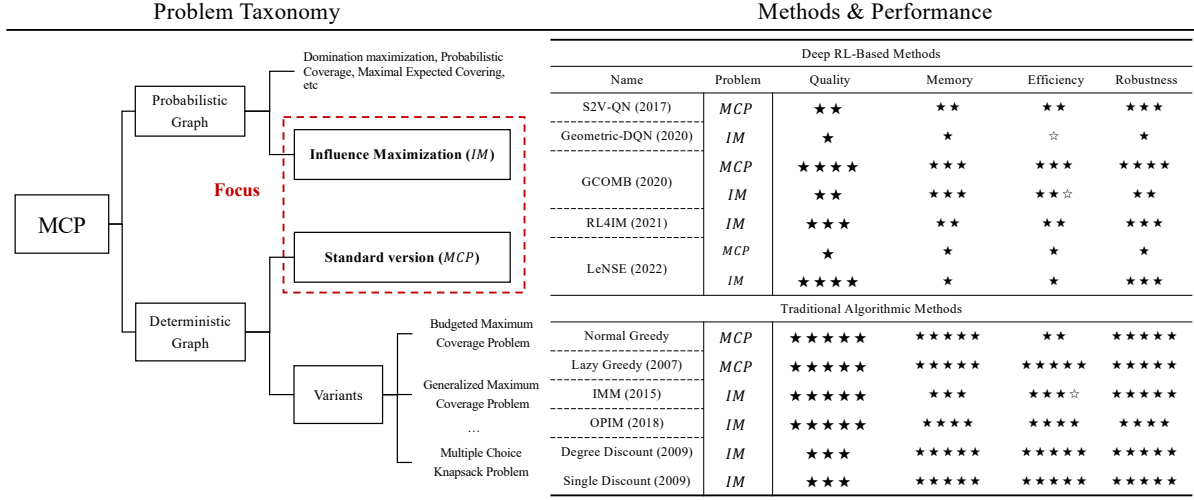 Problem Taxonomy
MCP
Probabilistic
Graph
Domination maximization, Probabilistic
Coverage, Maximal Expected Covering,
etc
Influence Maximization (IM)
Focus
Standard version (MCP)
Deterministic
Graph
Variants
Budgeted Maximum
Coverage Problem
Generalized Maximum
Coverage Problem
…
Multiple Choice
Knapsack Problem
Methods & Performance
Deep RL-Based Methods
Name Problem Quality Memory Efficiency Robustness
S2V-QN (2017) MCP ★★ ★★ ★★ ★★★
Geometric-DQN (2020) IM ★ ★ ☆ ★
GCOMB (2020) MCP ★★★★ ★★★ ★★★ ★★★★
IM ★★ ★★★ ★★☆ ★★
RL4IM (2021) IM ★★★ ★★ ★★ ★★★
LeNSE (2022) MCP ★ ★ ★ ★
IM ★★★★ ★ ★ ★★★
Traditional Algorithmic Methods
Normal Greedy MCP ★★★★★ ★★★★★ ★★ ★★★★★
Lazy Greedy (2007) MCP ★★★★★ ★★★★★ ★★★★★ ★★★★★
IMM (2015) IM ★★★★★ ★★★ ★★★☆ ★★★★★
OPIM (2018) IM ★★★★★ ★★★★ ★★★★ ★★★★
Degree Discount (2009) IM ★★★ ★★★★★ ★★★★★ ★★★★★
Single Discount (2009) IM ★★★ ★★★★★ ★★★★★ ★★★★★